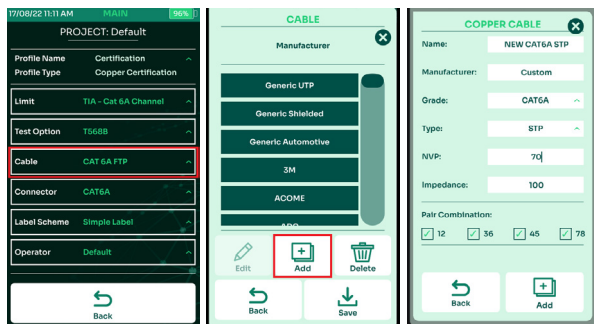 17/08/22 11:11 AM MAIN 96%
PROJECT: Default
Profile Name Certification
Profile Type Copper Certification
Limit TIA - Cat 6A Channel
Test Option T568B
Cable CAT 6A FTP
Connector CAT6A
Label Scheme Simple Label
Operator Default
Back
CABLE
Manufacturer
Generic UTP
Generic Shielded
Generic Automotive
3M
ACOME
Edit Add Delete
Back Save
COPPER CABLE
Name: NEW CAT6A STP
Manufacturer: Custom
Grade: CAT6A
Type: STP
NVP: 70
Impedance: 100
Pair Combination:
12 36 45 78
Back Add